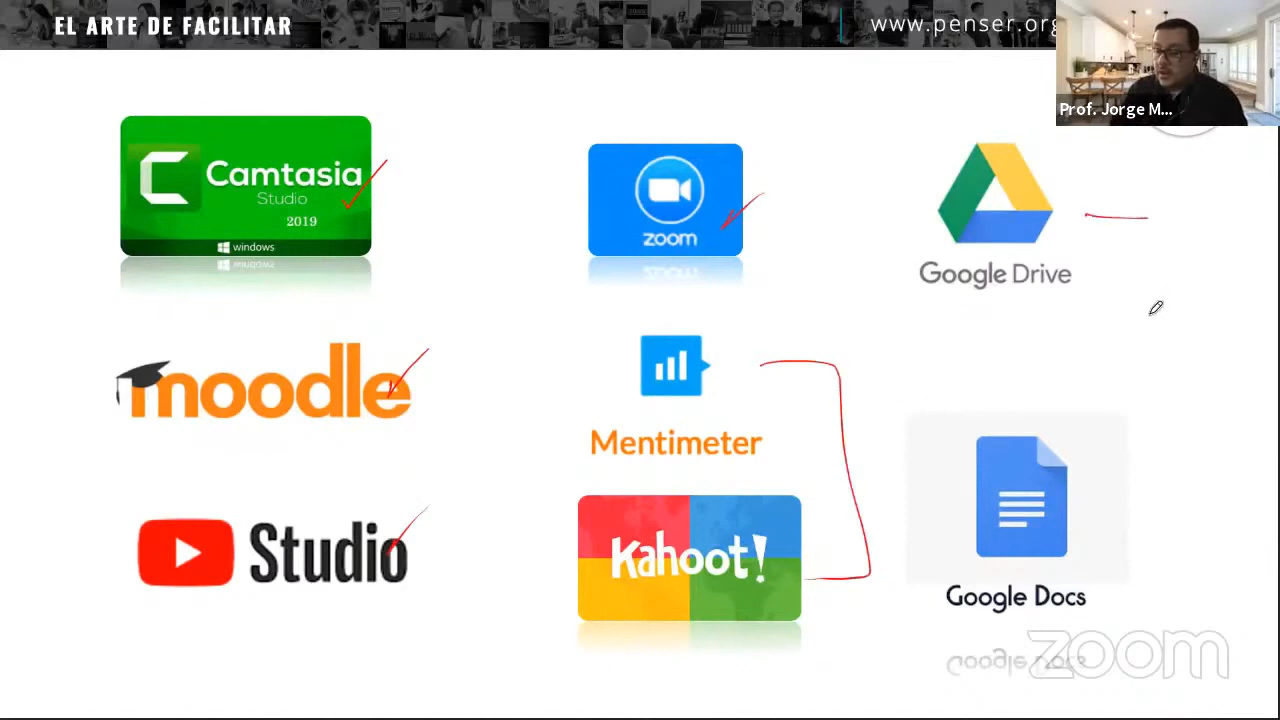 EL ARTE DE FACILITAR
www.penser.org
Prof. Jorge M...
Camtasia
Studio
2019
windows
zoom
Google Drive
moodle
Mentimeter
Studio
Kahoot!
Google Docs
zoom